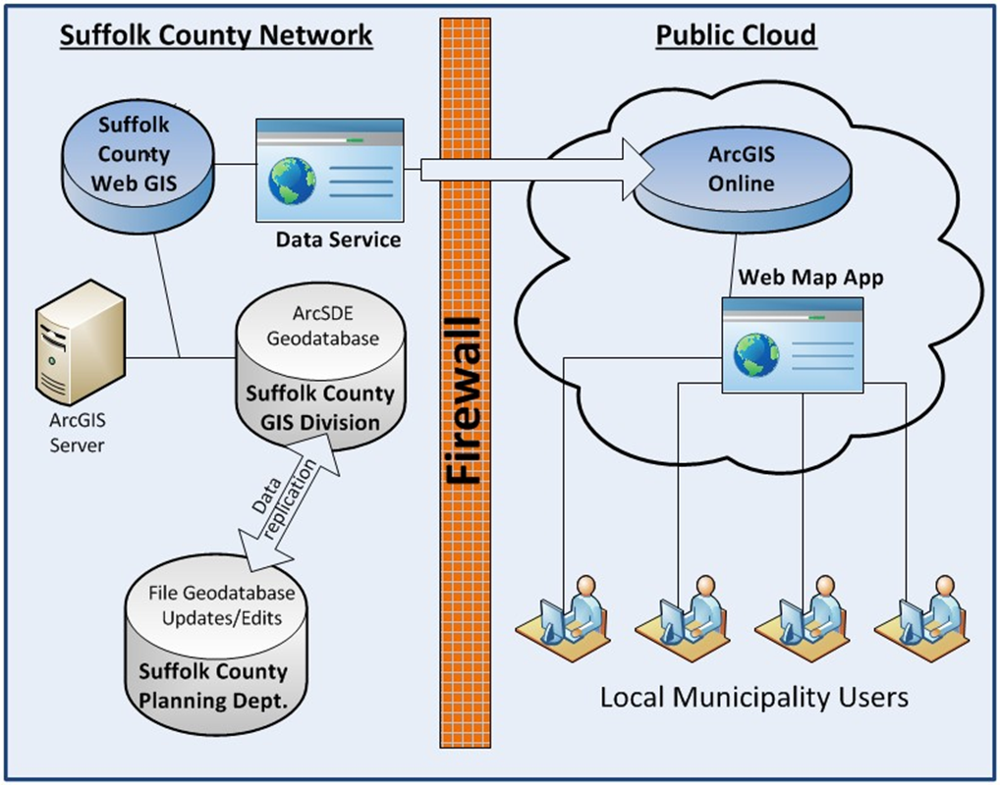 Suffolk County Network
Public Cloud
Suffolk
County
Web GIS
Data Service
ArcGIS
Online
Web Map App
ArcSDE
Geodatabase
Suffolk County
GIS Division
ArcGIS
Server
Firewall
Data
replication
File Geodatabase
Updates/Edits
Suffolk County
Planning Dept.
Local Municipality Users